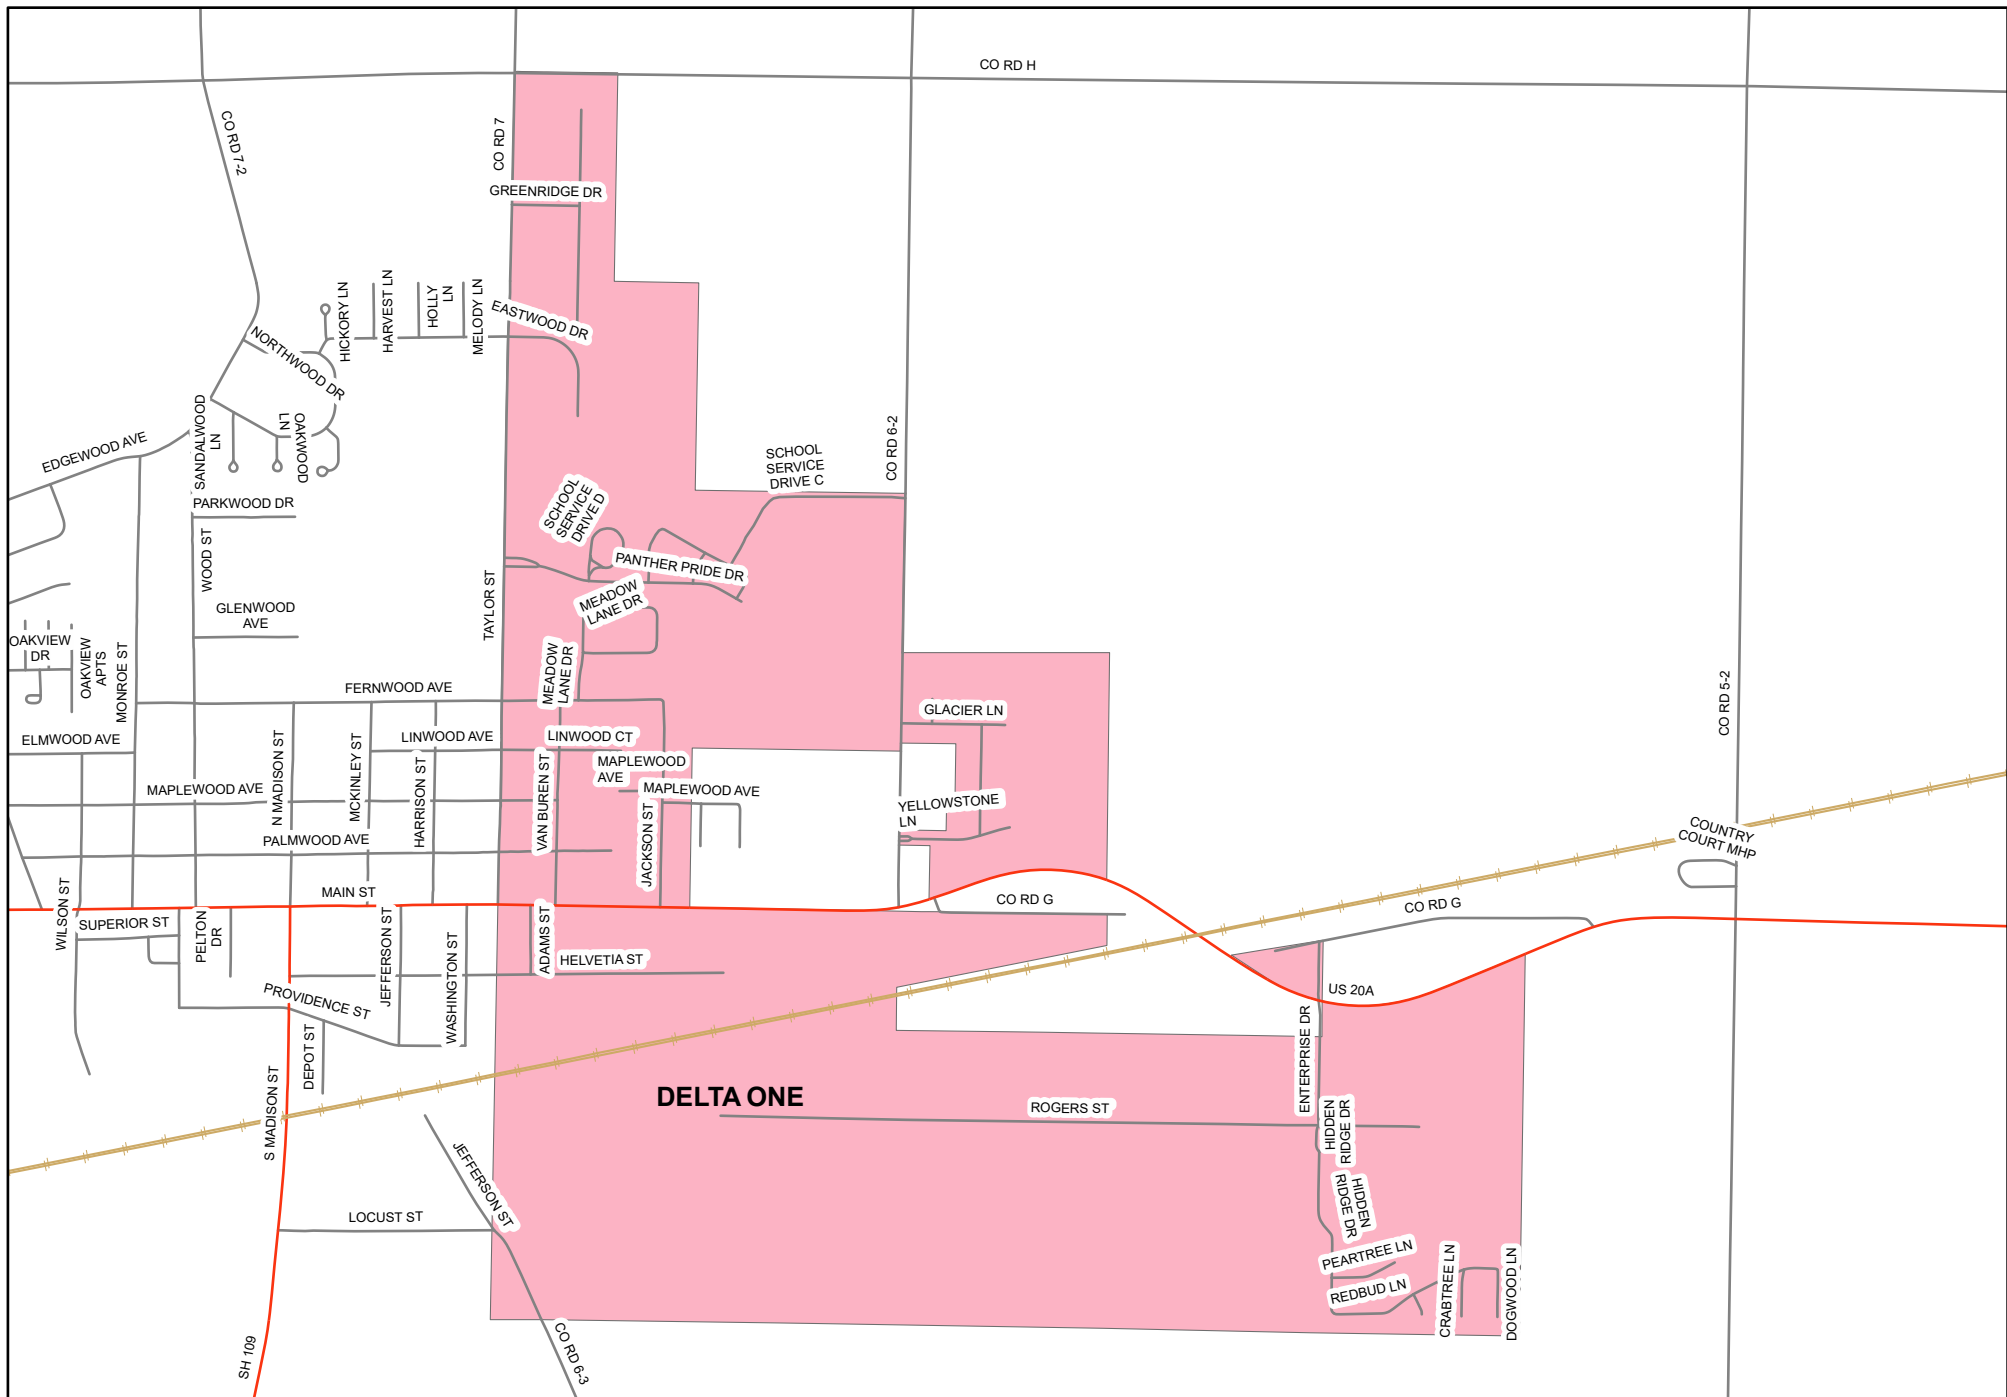 CO RD H
CO RD 7-2
CO RD 7
GREENRIDGE DR
HICKORY LN
HARVEST LN
HOLLY
LN
MELODY LN
EASTWOOD DR
NORTHWOOD DR
SANDALWOOD
LN
OAKWOOD
LN
EDGEWOOD AVE
CO RD 6-2
SCHOOL
SERVICE
DRIVE C
SCHOOL
SERVICE
DRIVE D
PARKWOOD DR
WOOD ST
PANTHER PRIDE DR
TAYLOR ST
MEADOW
LANE DR
GLENWOOD
AVE
OAKVIEW
DR
OAKVIEW
APTS
MONROE ST
MEADOW
LANE DR
FERNWOOD AVE
GLACIER LN
CO RD 5-2
ELMWOOD AVE
N MADISON ST
MCKINLEY ST
LINWOOD AVE
HARRISON ST
LINWOOD CT
VAN BUREN ST
MAPLEWOOD
AVE
MAPLEWOOD AVE
MAPLEWOOD AVE
JACKSON ST
YELLOWSTONE
LN
COUNTRY
COURT MHP
PALMWOOD AVE
MAIN ST
WILSON ST
SUPERIOR ST
PELTON
DR
JEFFERSON ST
WASHINGTON ST
ADAMS ST
HELVETIA ST
CO RD G
CO RD G
PROVIDENCE ST
DEPOT ST
US 20A
ENTERPRISE DR
S MADISON ST
DELTA ONE
ROGERS ST
HIDDEN
RIDGE DR
HIDDEN
RIDGE DR
JEFFERSON ST
LOCUST ST
PEARTREE LN
REDBUD LN
CRABTREE LN
DOGWOOD LN
SH 109
CO RD 6-3